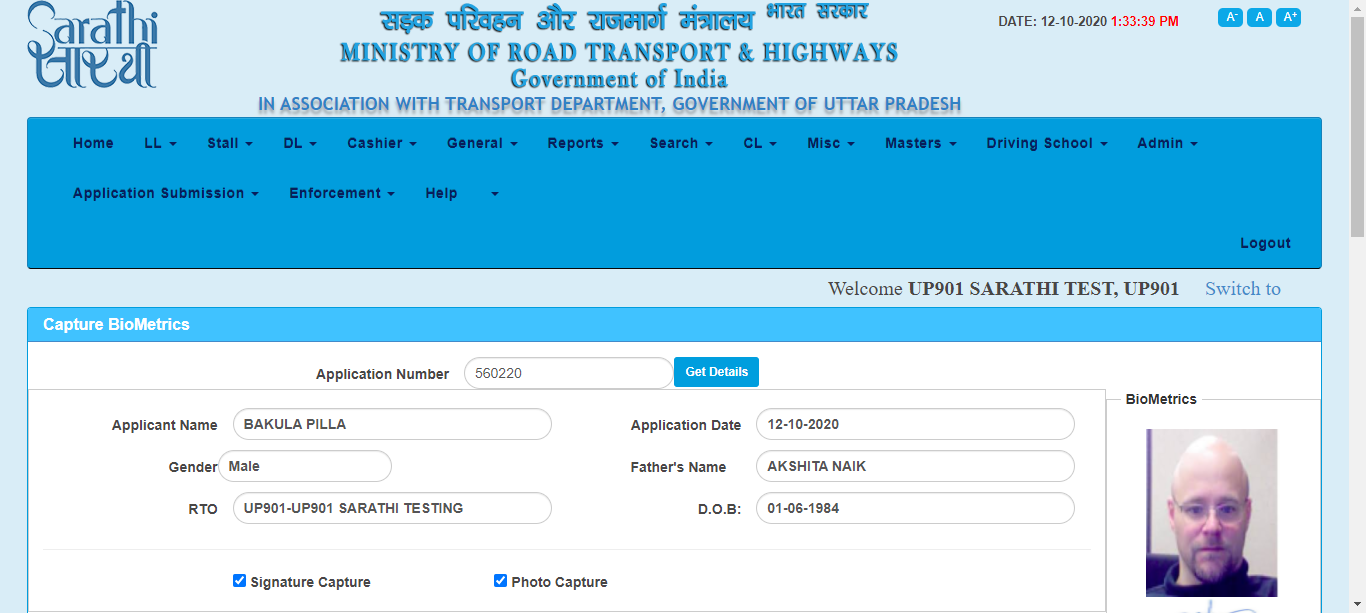 Sarathi
सारथी
सड़क परिवहन और राजमार्ग मंत्रालय भारत सरकार
MINISTRY OF ROAD TRANSPORT & HIGHWAYS
Government of India
IN ASSOCIATION WITH TRANSPORT DEPARTMENT, GOVERNMENT OF UTTAR PRADESH
DATE: 12-10-2020 1:33:39 PM
A- A A+
Home LL Stall DL Cashier General Reports Search CL Misc Masters Driving School Admin
Application Submission Enforcement Help
Logout
Welcome UP901 SARATHI TEST, UP901 Switch to
Capture BioMetrics
Application Number 560220 Get Details
BioMetrics
Applicant Name BAKULA PILLA Application Date 12-10-2020
Gender Male Father's Name AKSHITA NAIK
RTO UP901-UP901 SARATHI TESTING D.O.B: 01-06-1984
Signature Capture Photo Capture